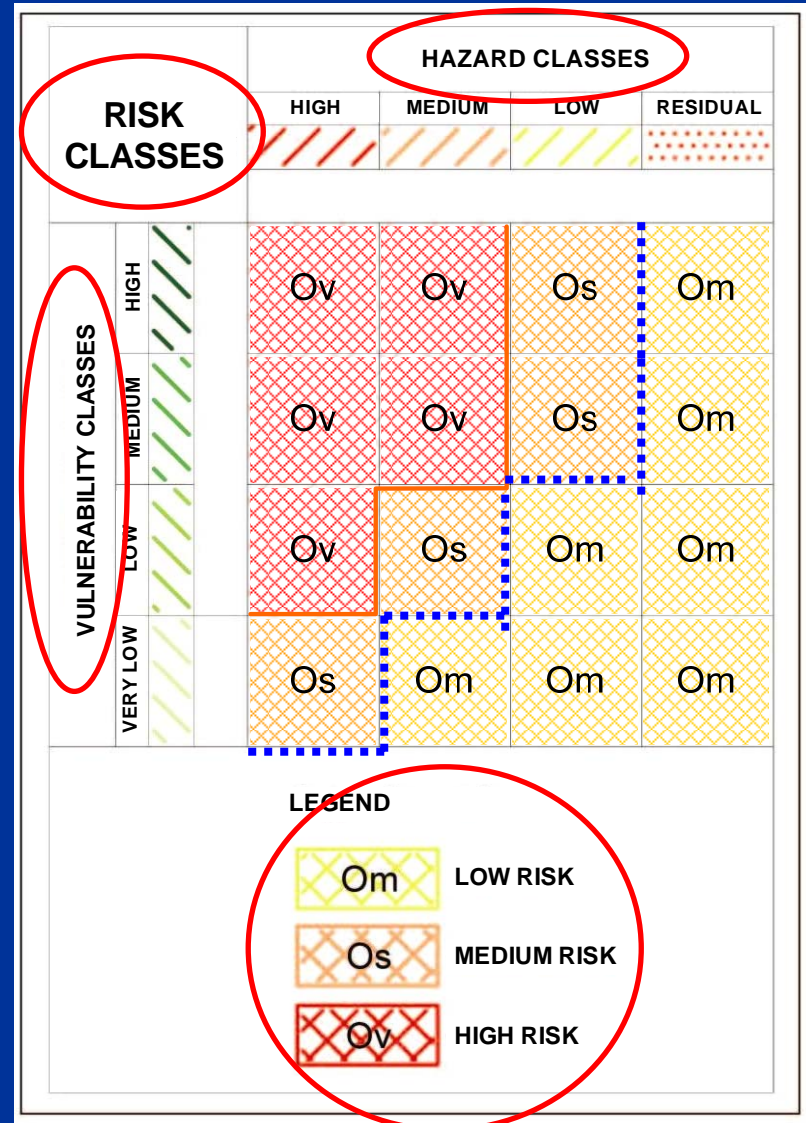 HAZARD CLASSES
RISK
CLASSES
HIGH MEDIUM LOW RESIDUAL
VULNERABILITY CLASSES
HIGH Ov Ov Os Om
MEDIUM Ov Ov Os Om
LOW Ov Os Om Om
VERY LOW Os Om Om Om
LEGEND
Om LOW RISK
Os MEDIUM RISK
Ov HIGH RISK